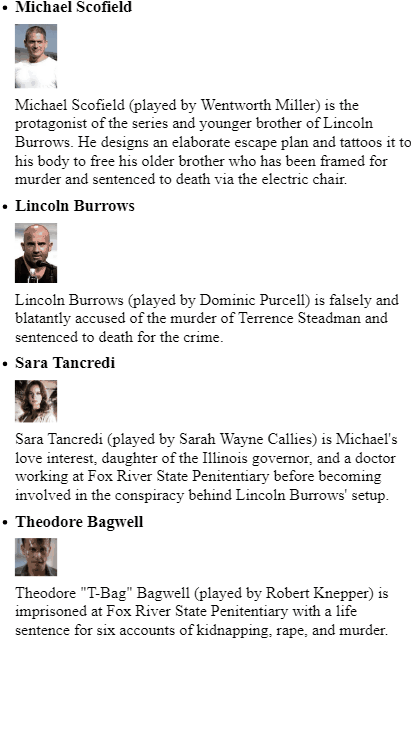 Michael Scofield
Michael Scofield (played by Wentworth Miller) is the
protagonist of the series and younger brother of Lincoln
Burrows. He designs an elaborate escape plan and tattoos it to
his body to free his older brother who has been framed for
murder and sentenced to death via the electric chair.
Lincoln Burrows
Lincoln Burrows (played by Dominic Purcell) is falsely and
blatantly accused of the murder of Terrence Steadman and
sentenced to death for the crime.
Sara Tancredi
Sara Tancredi (played by Sarah Wayne Callies) is Michael's
love interest, daughter of the Illinois governor, and a doctor
working at Fox River State Penitentiary before becoming
involved in the conspiracy behind Lincoln Burrows' setup.
Theodore Bagwell
Theodore "T-Bag" Bagwell (played by Robert Knepper) is
imprisoned at Fox River State Penitentiary with a life
sentence for six accounts of kidnapping, rape, and murder.